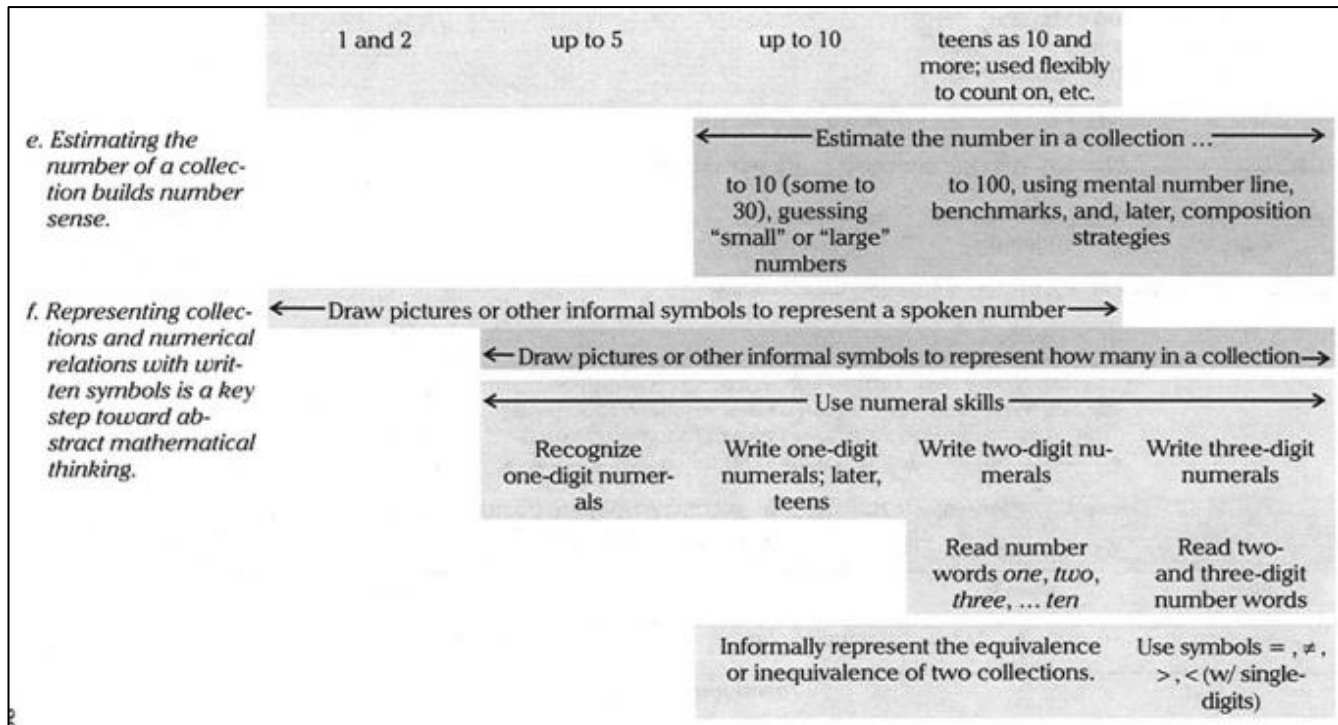 1 and 2
up to 5
up to 10
teens as 10 and
more; used flexibly
to count on, etc.
e. Estimating the
number of a collec-
tion builds number
sense.
← Estimate the number in a collection ... →
to 10 (some to
30), guessing
“small” or “large”
numbers
to 100, using mental number line,
benchmarks, and, later, composition
strategies
f. Representing collec-
tions and numerical
relations with writ-
ten symbols is a key
step toward ab-
stract mathematical
thinking.
← Draw pictures or other informal symbols to represent a spoken number →
← Draw pictures or other informal symbols to represent how many in a collection →
← Use numeral skills →
Recognize
one-digit numer-
als
Write one-digit
numerals; later,
teens
Write two-digit nu-
merals
Write three-digit
numerals
Read number
words one, two,
three, ... ten
Read two-
and three-digit
number words
Informally represent the equivalence
or inequivalence of two collections.
Use symbols = , ≠ ,
> , < (w/ single-
digits)